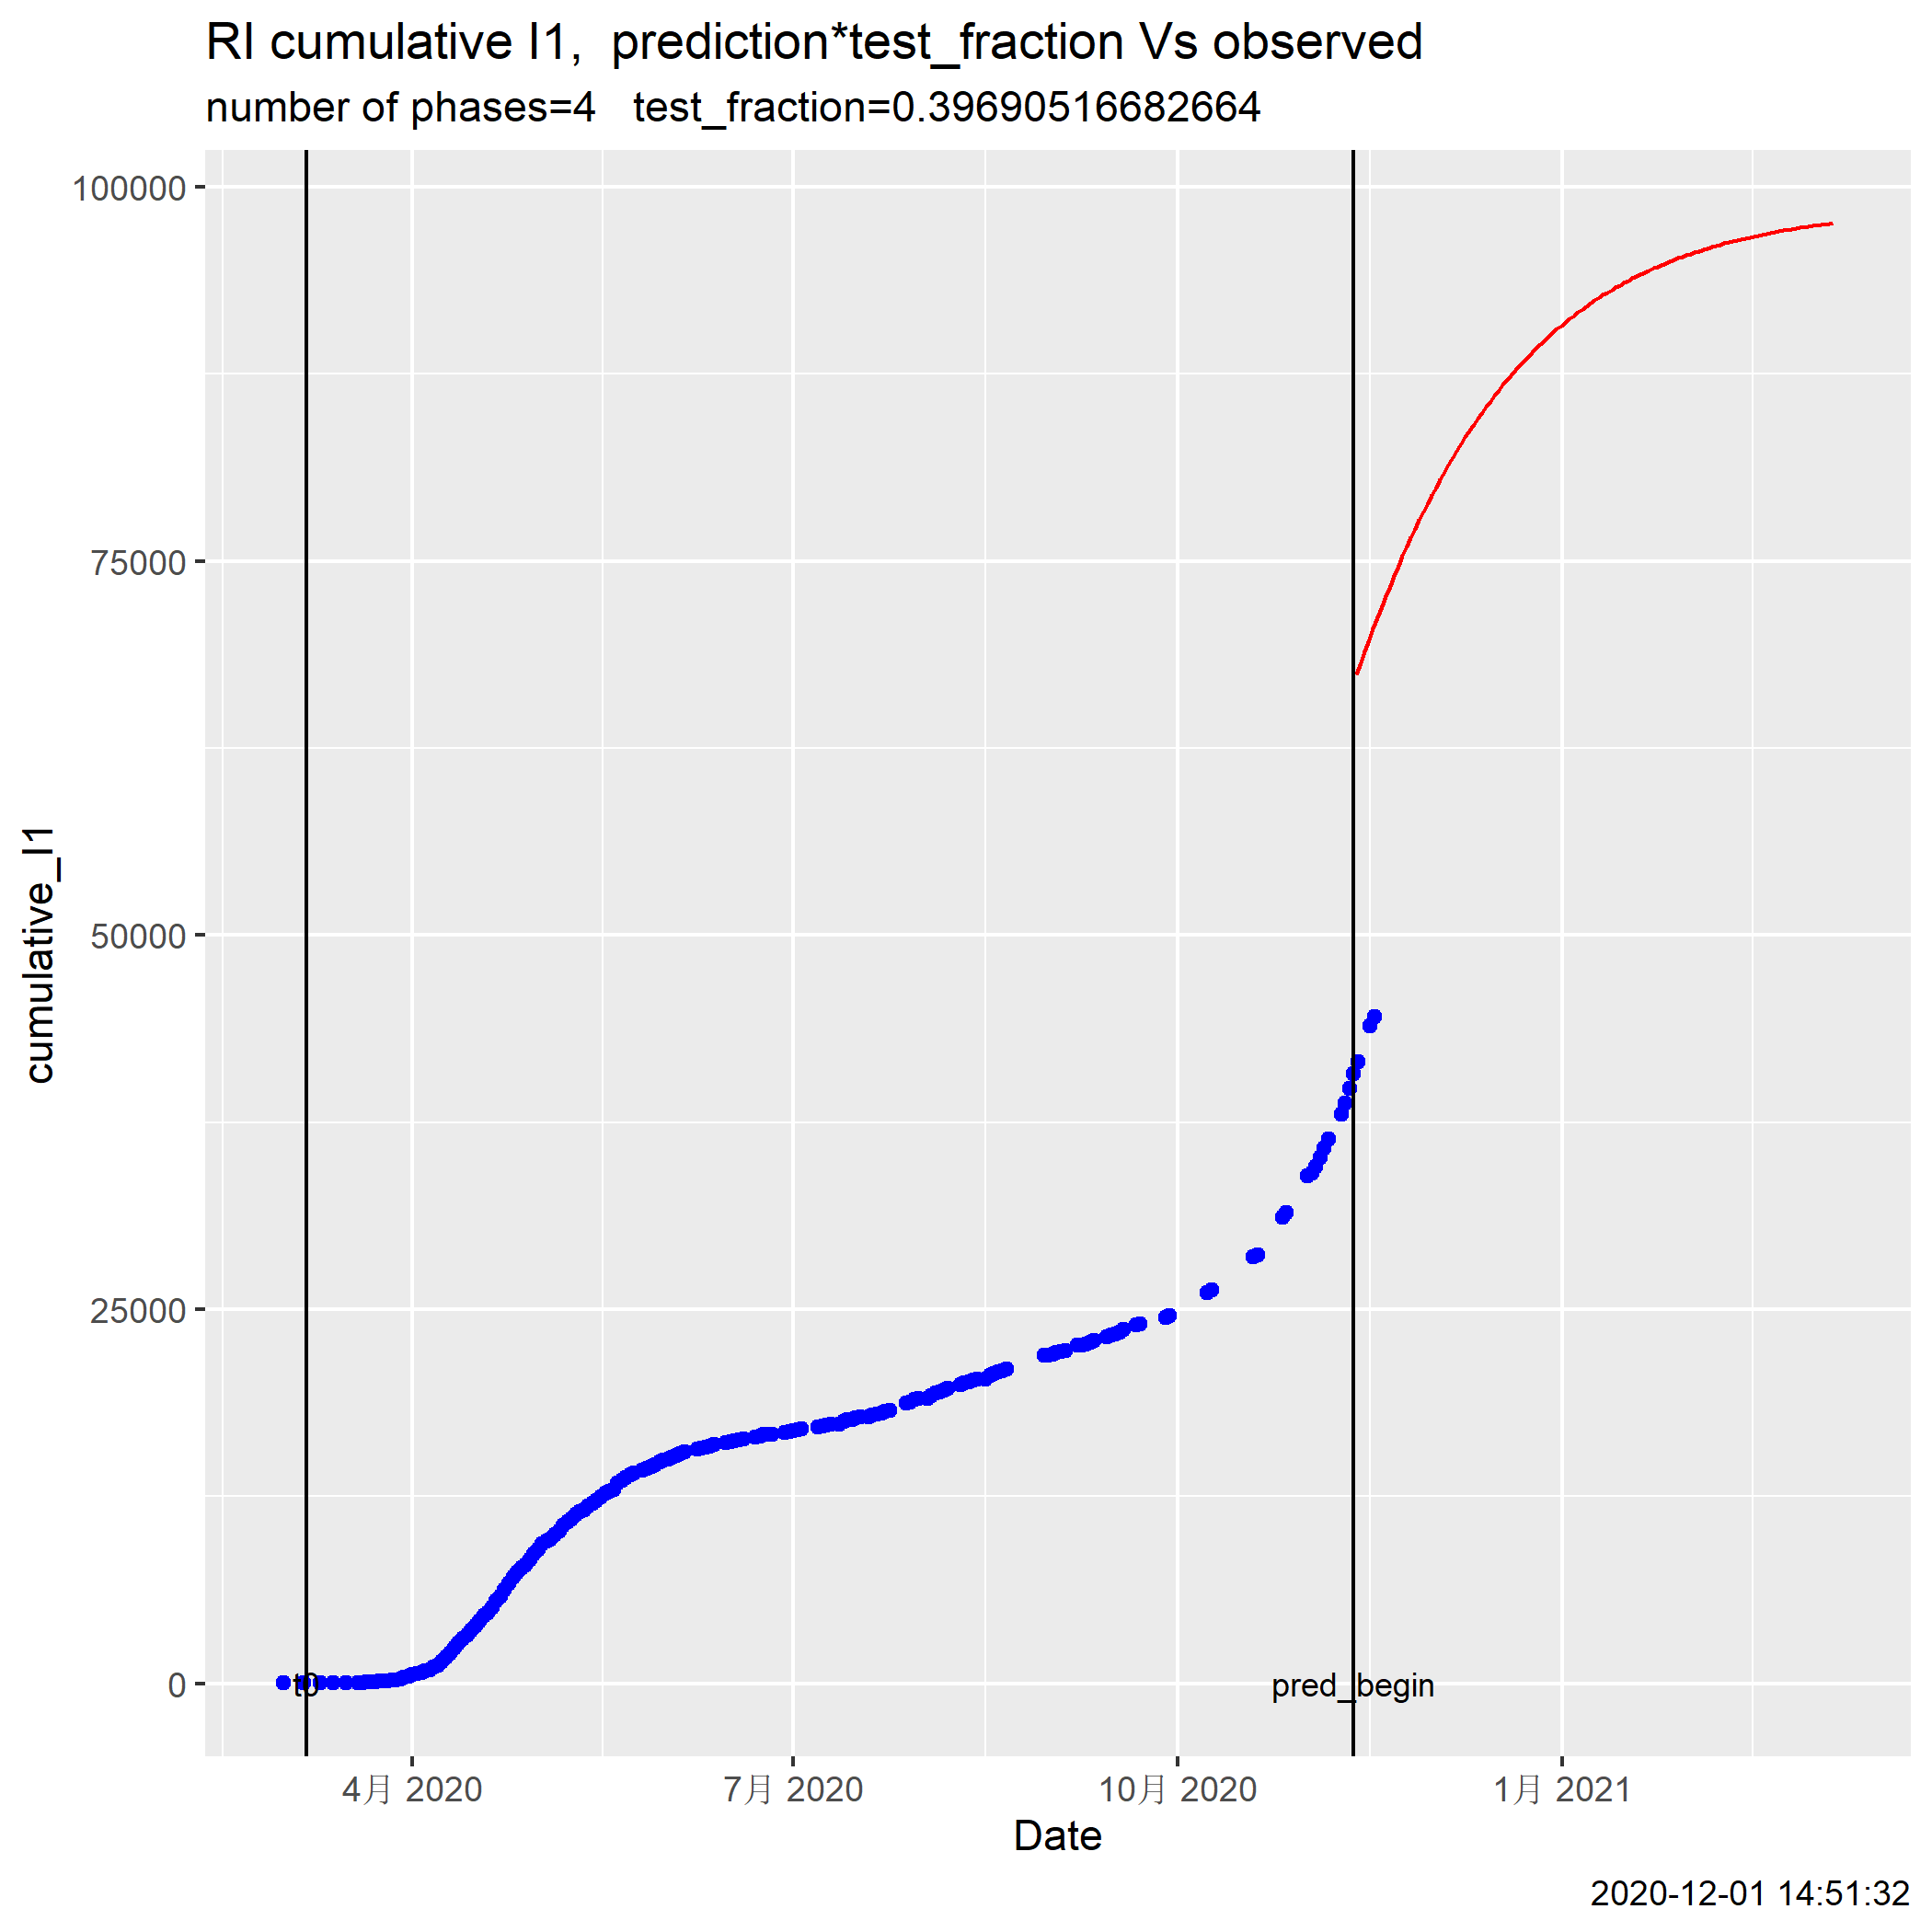 RI cumulative I1,  prediction*test_fraction Vs observed
number of phases=4   test_fraction=0.39690516682664
100000
75000
50000
25000
0
cumulative_I1
t0
pred_begin
4月 2020
7月 2020
10月 2020
1月 2021
Date
2020-12-01 14:51:32